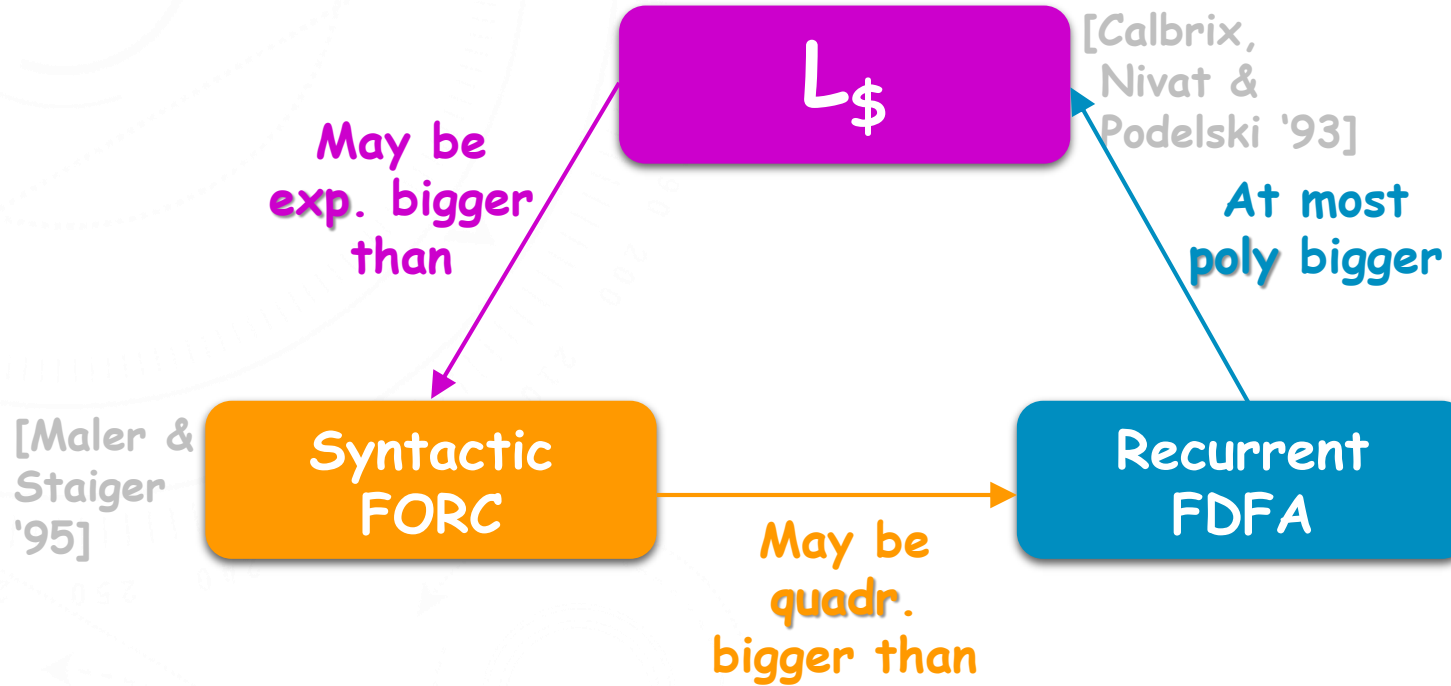 L$
[Calbrix,
Nivat &
Podelski ‘93]
May be
exp. bigger
than
At most
poly bigger
[Maler &
Staiger
‘95]
Syntactic
FORC
Recurrent
FDFA
May be
quadr.
bigger than